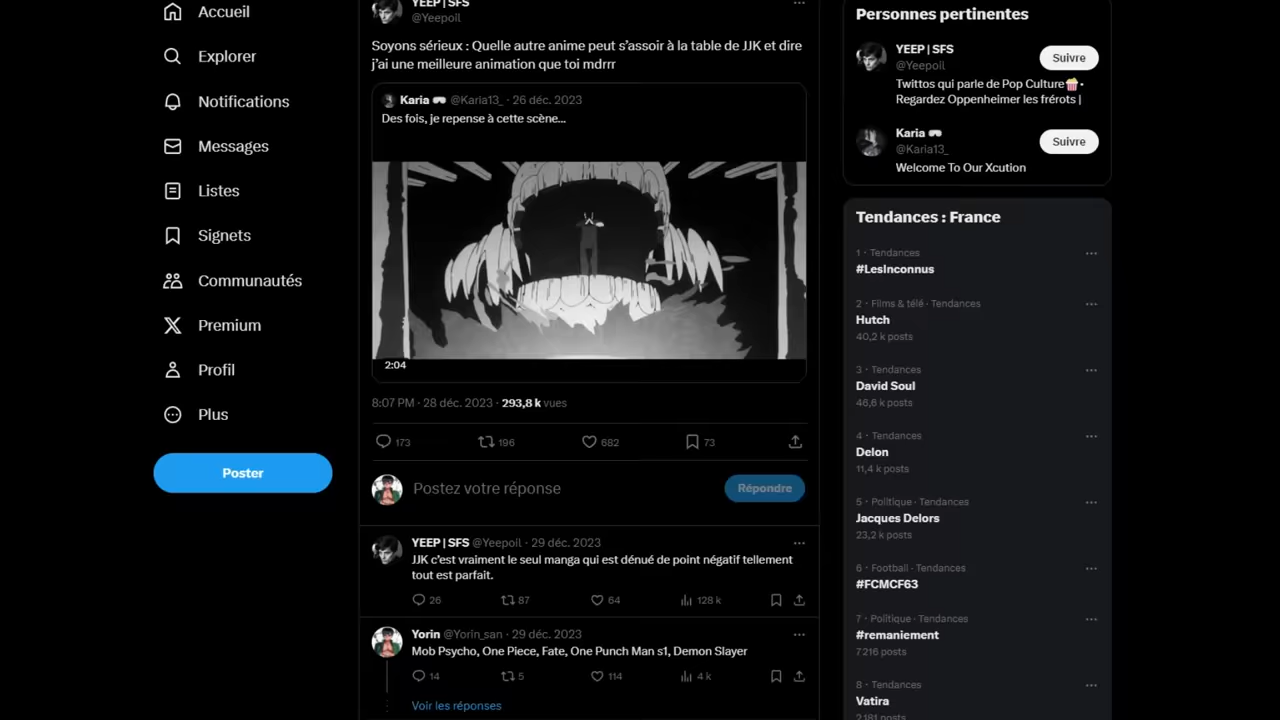 Accueil
Explorer
Notifications
Messages
Listes
Signets
Communautés
Premium
Profil
Plus
Poster
YEEP | SFS
@Yeepoil
Soyons sérieux : Quelle autre anime peut s’assoir à la table de JJK et dire
j’ai une meilleure animation que toi mdrrr
Karia @Karia13_ · 26 déc. 2023
Des fois, je repense à cette scène...
2:04
8:07 PM · 28 déc. 2023 · 293,8 k vues
173 196 682 73
Postez votre réponse
Répondre
YEEP | SFS @Yeepoil · 29 déc. 2023
JJK c’est vraiment le seul manga qui est dénué de point négatif tellement
tout est parfait.
26 87 64 128 k
Yorin @Yorin_san · 29 déc. 2023
Mob Psycho, One Piece, Fate, One Punch Man s1, Demon Slayer
14 5 114 4 k
Voir les réponses
Personnes pertinentes
YEEP | SFS
@Yeepoil
Suivre
Twittos qui parle de Pop Culture🍿•
Regardez Oppenheimer les frérots |
Karia
@Karia13_
Suivre
Welcome To Our Xcution
Tendances : France
1 · Tendances
#LesInconnus
2 · Films & télé · Tendances
Hutch
40,2 k posts
3 · Tendances
David Soul
46,6 k posts
4 · Tendances
Delon
11,4 k posts
5 · Politique · Tendances
Jacques Delors
23,2 k posts
6 · Football · Tendances
#FCMCF63
7 · Politique · Tendances
#remaniement
7 216 posts
8 · Tendances
Vatira
2 181 posts